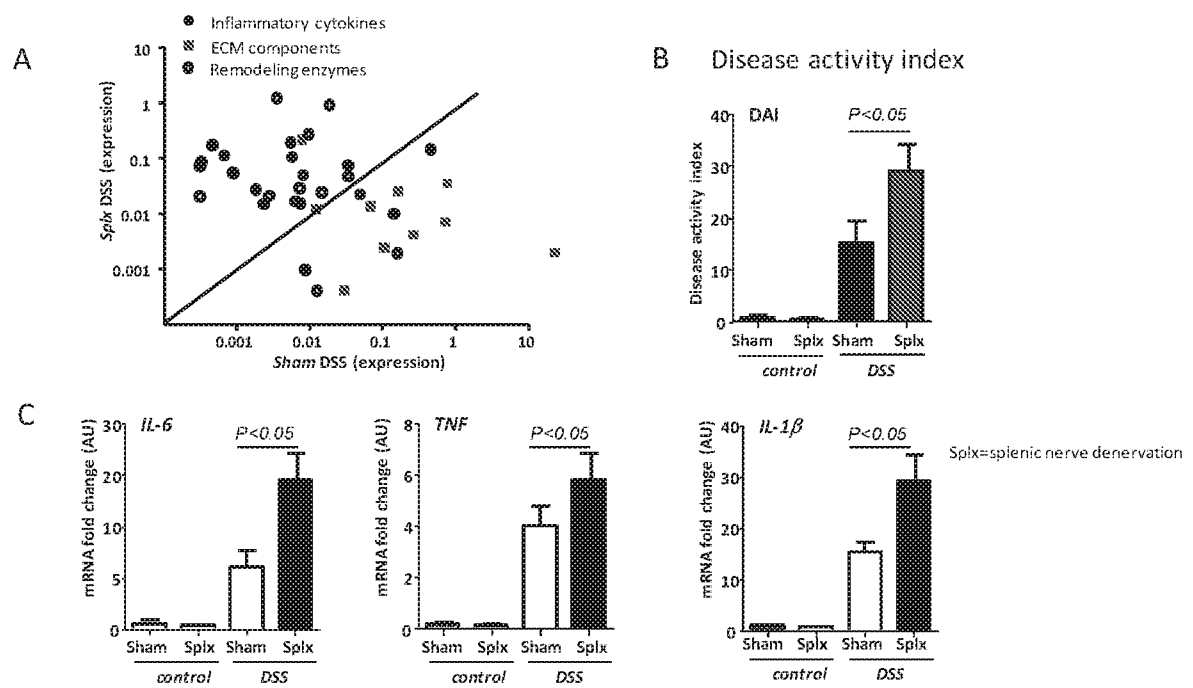 A
Inflammatory cytokines
ECM components
Remodeling enzymes
10
1
0.1
0.01
0.001
Splx DSS (expression)
0.001 0.01 0.1 1 10
Sham DSS (expression)
B Disease activity index
DAI
P<0.05
40
30
20
10
0
Disease activity index
Sham Splx Sham Splx
control DSS
C
IL-6
P<0.05
30
20
10
5
0
mRNA fold change (AU)
Sham Splx Sham Splx
control DSS
TNF
P<0.05
8
6
4
2
0
mRNA fold change (AU)
Sham Splx Sham Splx
control DSS
IL-1β
P<0.05
40
30
20
10
0
mRNA fold change (AU)
Sham Splx Sham Splx
control DSS
Splx=splenic nerve denervation